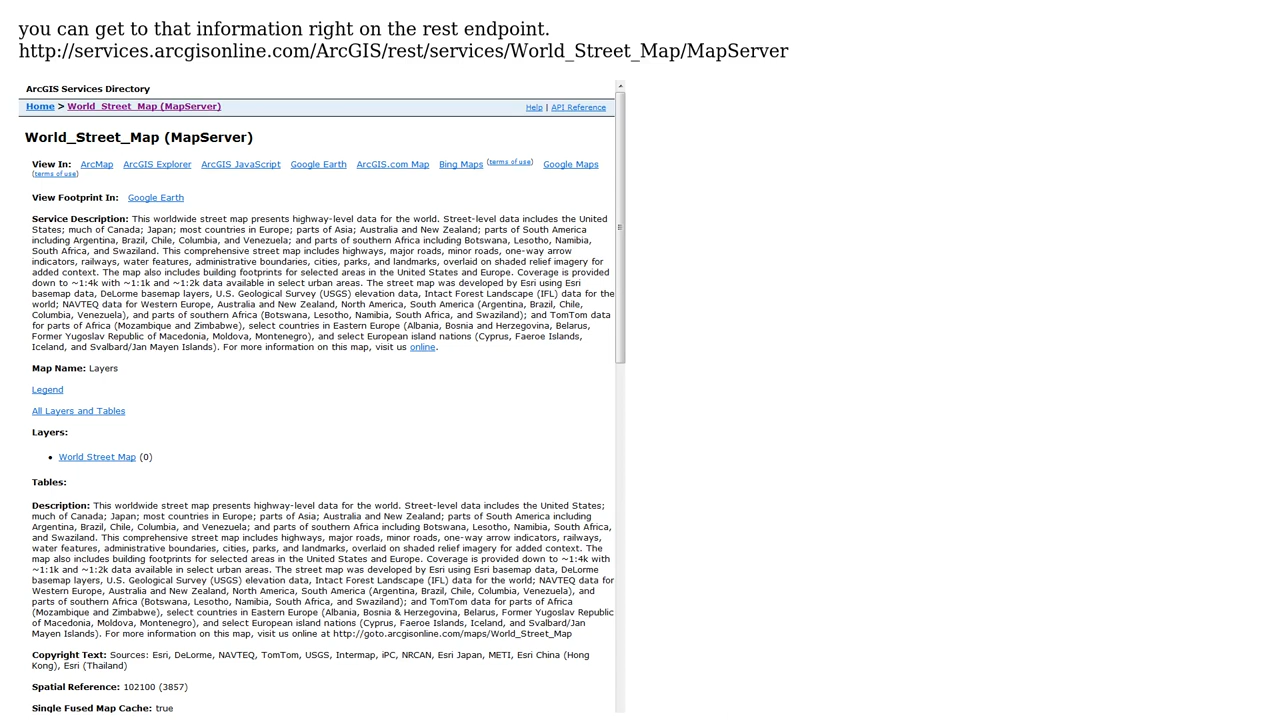 you can get to that information right on the rest endpoint.
http://services.arcgisonline.com/ArcGIS/rest/services/World_Street_Map/MapServer
ArcGIS Services Directory
Home > World_Street_Map (MapServer)
Help | API Reference
World_Street_Map (MapServer)
View In: ArcMap ArcGIS Explorer ArcGIS JavaScript Google Earth ArcGIS.com Map Bing Maps (terms of use) Google Maps
(terms of use)
View Footprint In: Google Earth
Service Description: This worldwide street map presents highway-level data for the world. Street-level data includes the United
States; much of Canada; Japan; most countries in Europe; parts of Asia; Australia and New Zealand; parts of South America
including Argentina, Brazil, Chile, Columbia, and Venezuela; and parts of southern Africa including Botswana, Lesotho, Namibia,
South Africa, and Swaziland. This comprehensive street map includes highways, major roads, minor roads, one-way arrow
indicators, railways, water features, administrative boundaries, cities, parks, and landmarks, overlaid on shaded relief imagery for
added context. The map also includes building footprints for selected areas in the United States and Europe. Coverage is provided
down to ~1:4k with ~1:1k and ~1:2k data available in select urban areas. The street map was developed by Esri using Esri
basemap data, DeLorme basemap layers, U.S. Geological Survey (USGS) elevation data, Intact Forest Landscape (IFL) data for the
world; NAVTEQ data for Western Europe, Australia and New Zealand, North America, South America (Argentina, Brazil, Chile,
Columbia, Venezuela), and parts of southern Africa (Botswana, Lesotho, Namibia, South Africa, and Swaziland); and TomTom data
for parts of Africa (Mozambique and Zimbabwe), select countries in Eastern Europe (Albania, Bosnia and Herzegovina, Belarus,
Former Yugoslav Republic of Macedonia, Moldova, Montenegro), and select European island nations (Cyprus, Faeroe Islands,
Iceland, and Svalbard/Jan Mayen Islands). For more information on this map, visit us online.
Map Name: Layers
Legend
All Layers and Tables
Layers:
• World Street Map (0)
Tables:
Description: This worldwide street map presents highway-level data for the world. Street-level data includes the United States;
much of Canada; Japan; most countries in Europe; parts of Asia; Australia and New Zealand; parts of South America including
Argentina, Brazil, Chile, Columbia, and Venezuela; and parts of southern Africa including Botswana, Lesotho, Namibia, South Africa,
and Swaziland. This comprehensive street map includes highways, major roads, minor roads, one-way arrow indicators, railways,
water features, administrative boundaries, cities, parks, and landmarks, overlaid on shaded relief imagery for added context. The
map also includes building footprints for selected areas in the United States and Europe. Coverage is provided down to ~1:4k with
~1:1k and ~1:2k data available in select urban areas. The street map was developed by Esri using Esri basemap data, DeLorme
basemap layers, U.S. Geological Survey (USGS) elevation data, Intact Forest Landscape (IFL) data for the world; NAVTEQ data for
Western Europe, Australia and New Zealand, North America, South America (Argentina, Brazil, Chile, Columbia, Venezuela), and
parts of southern Africa (Botswana, Lesotho, Namibia, South Africa, and Swaziland); and TomTom data for parts of Africa
(Mozambique and Zimbabwe), select countries in Eastern Europe (Albania, Bosnia & Herzegovina, Belarus, Former Yugoslav Republic
of Macedonia, Moldova, Montenegro), and select European island nations (Cyprus, Faeroe Islands, Iceland, and Svalbard/Jan
Mayen Islands). For more information on this map, visit us online at http://goto.arcgisonline.com/maps/World_Street_Map
Copyright Text: Sources: Esri, DeLorme, NAVTEQ, TomTom, USGS, Intermap, iPC, NRCAN, Esri Japan, METI, Esri China (Hong
Kong), Esri (Thailand)
Spatial Reference: 102100 (3857)
Single Fused Map Cache: true